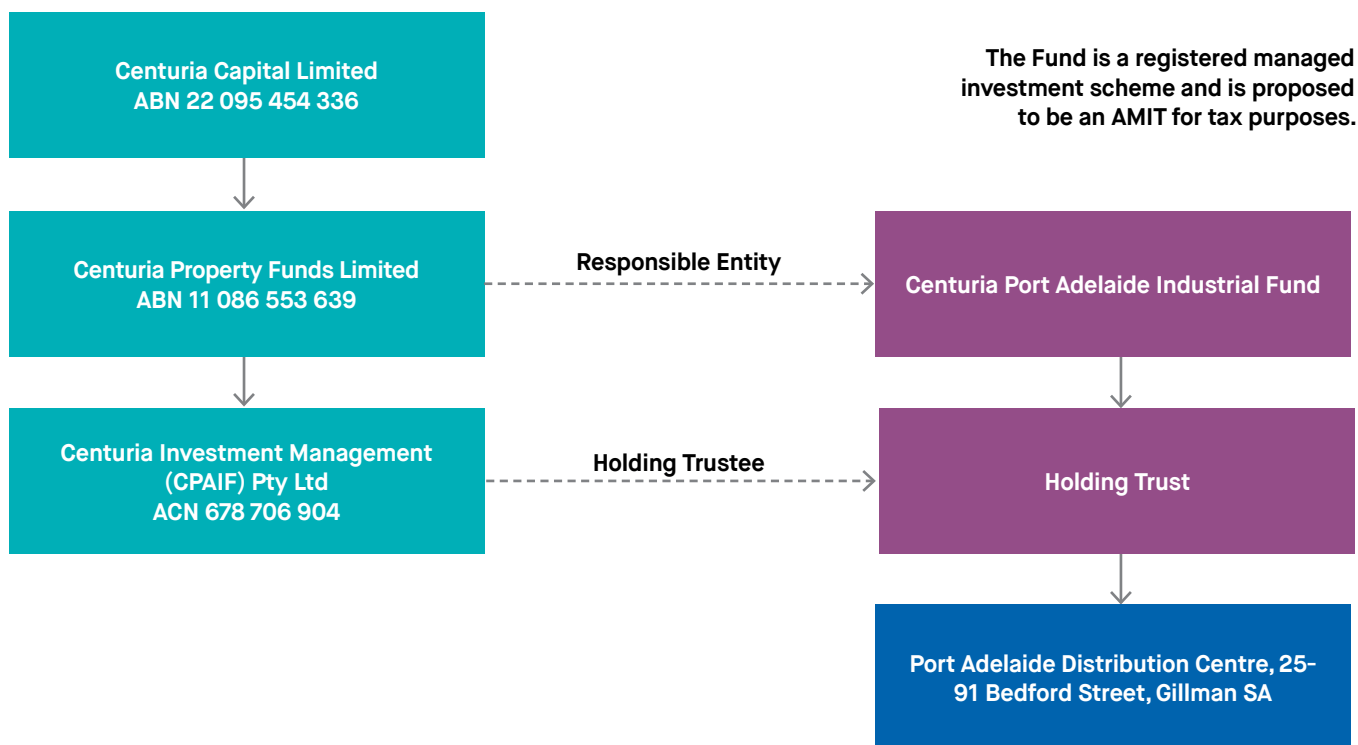 Centuria Capital Limited
ABN 22 095 454 336
The Fund is a registered managed
investment scheme and is proposed
to be an AMIT for tax purposes.
Centuria Property Funds Limited
ABN 11 086 553 639
Responsible Entity
Centuria Port Adelaide Industrial Fund
Centuria Investment Management
(CPAIF) Pty Ltd
ACN 678 706 904
Holding Trustee
Holding Trust
Port Adelaide Distribution Centre, 25-
91 Bedford Street, Gillman SA